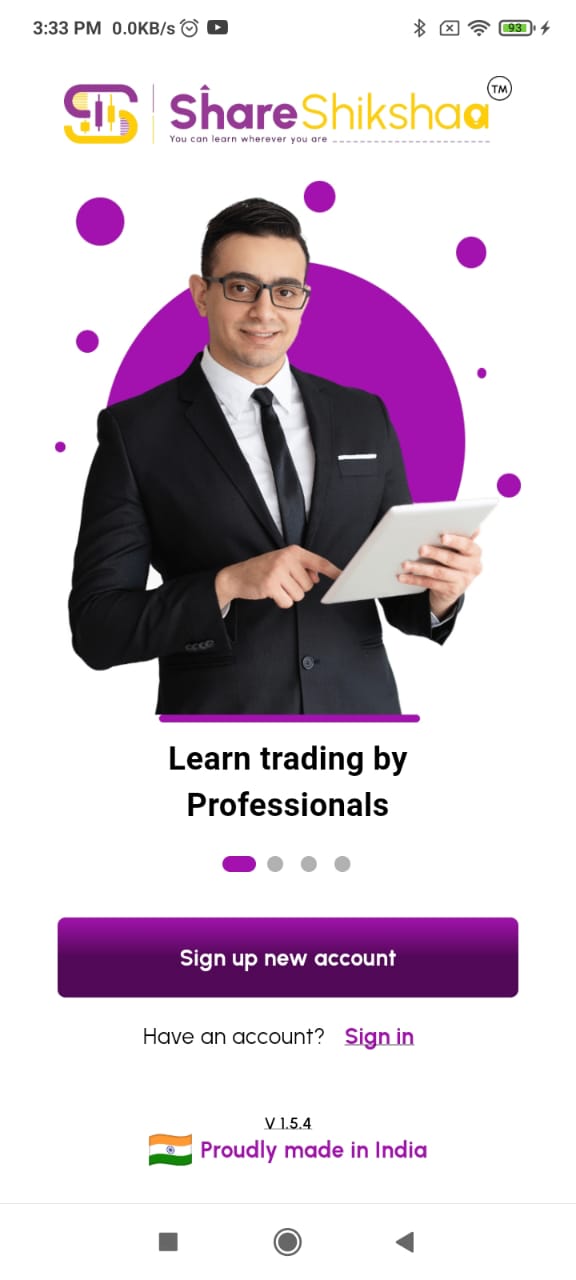 3:33 PM 0.0KB/s 93
ShareShikshaa TM
You can learn wherever you are
Learn trading by
Professionals
Sign up new account
Have an account? Sign in
V 1.5.4
Proudly made in India